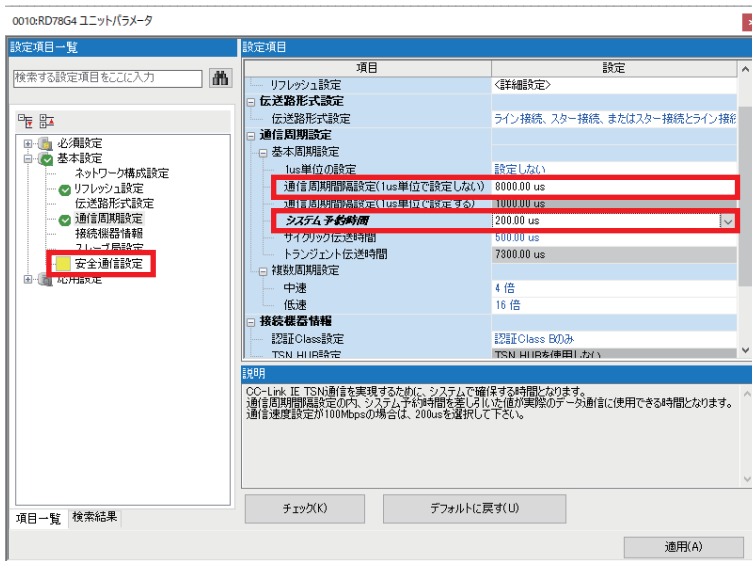 0010:RD78G4 ユニットパラメータ
設定項目一覧
検索する設定項目をここに入力
必須設定
基本設定
ネットワーク構成設定
リフレッシュ設定
伝送路形式設定
通信周期設定
接続機器情報
スレーブ局設定
安全通信設定
応用設定
項目一覧 検索結果
設定項目
項目 設定
リフレッシュ設定 <詳細設定>
伝送路形式設定
伝送路形式設定 ライン接続、スター接続、またはスター接続とライン接続
通信周期設定
基本周期設定
1us単位の設定 設定しない
通信周期間隔設定(1us単位で設定しない) 8000.00 us
通信周期間隔設定(1us単位で設定する) 1000.00 us
システム予約時間 200.00 us
サイクリック伝送時間 500.00 us
トランジェント伝送時間 7300.00 us
複数周期設定
中速 4 倍
低速 16 倍
接続機器情報
認証Class設定 認証Class Bのみ
TSN HUB設定 TSN HUBを使用しない
説明
CC-Link IE TSN通信を実現するために、システムで確保する時間となります。
通信周期間隔設定の内、システム予約時間を差し引いた値が実際のデータ通信に使用できる時間となります。
通信速度設定が100Mbpsの場合は、200usを選択して下さい。
チェック(K) デフォルトに戻す(U)
適用(A)